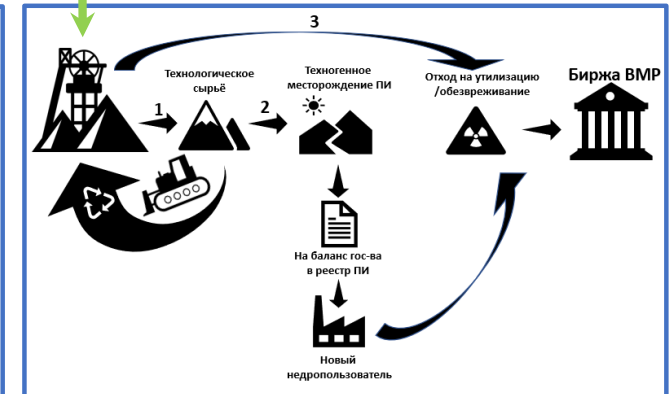 3
Технологическое
сырьё
Техногенное
месторождение ПИ
Отход на утилизацию
/обезвреживание
Биржа ВМР
1
2
На баланс гос-ва
в реестр ПИ
Новый
недропользователь